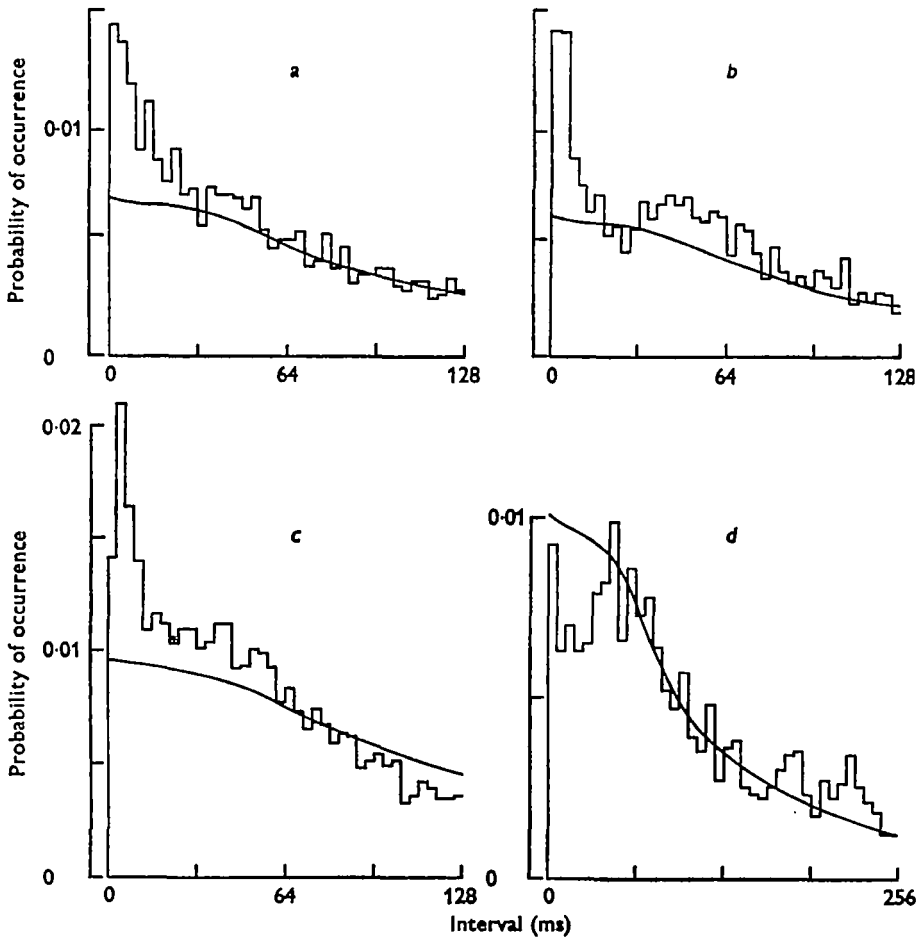 a
b
Probability of occurrence
0·01
0
0
64
128
0
64
128
0·02
c
d
Probability of occurrence
0·01
0·01
0
0
0
64
128
0
256
Interval (ms)